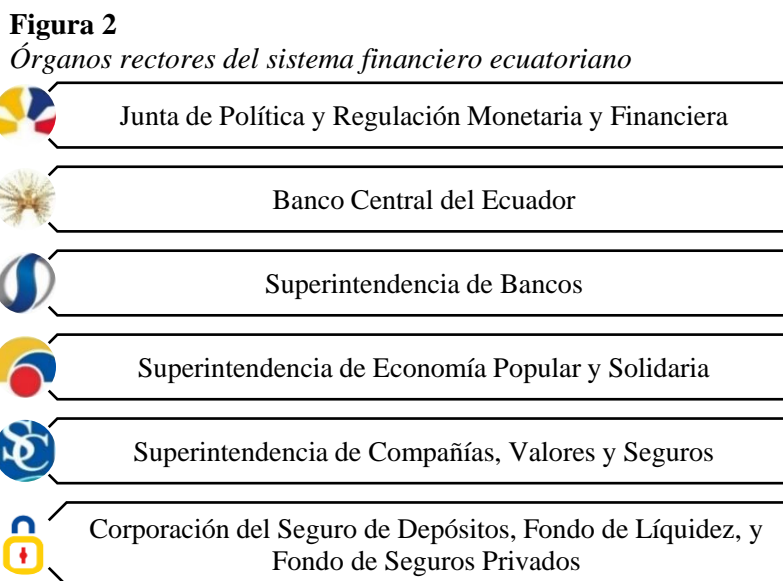 Figura 2
Órganos rectores del sistema financiero ecuatoriano
Junta de Política y Regulación Monetaria y Financiera
Banco Central del Ecuador
Superintendencia de Bancos
Superintendencia de Economía Popular y Solidaria
SC
Superintendencia de Compañías, Valores y Seguros
Corporación del Seguro de Depósitos, Fondo de Líquidez, y
Fondo de Seguros Privados